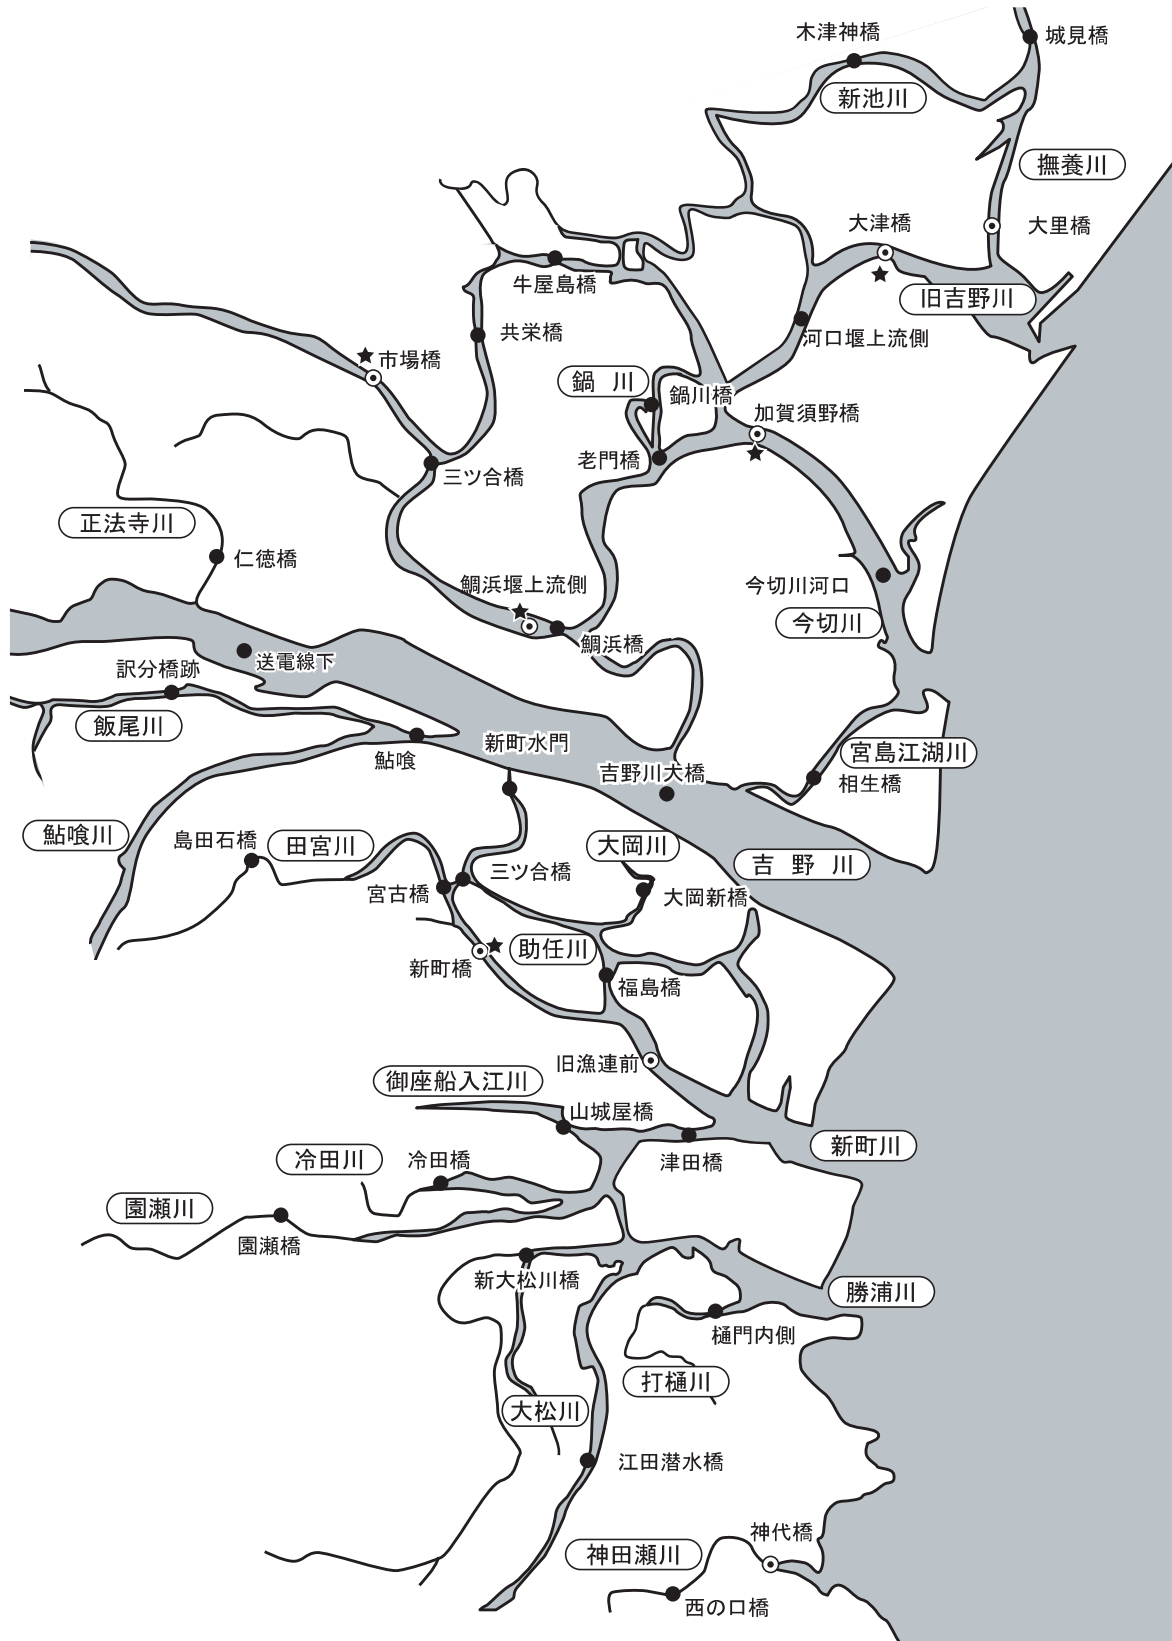 木津神橋
城見橋
新池川
撫養川
大津橋
大里橋
牛屋島橋
旧吉野川
共栄橋
河口堰上流側
市場橋
鍋 川
鍋川橋
加賀須野橋
老門橋
三ツ合橋
正法寺川
仁徳橋
鯛浜堰上流側
今切川河口
今切川
鯛浜橋
送電線下
訳分橋跡
飯尾川
新町水門
宮島江湖川
鮎喰
吉野川大橋
相生橋
鮎喰川
島田石橋
田宮川
大岡川
吉 野 川
三ツ合橋
宮古橋
大岡新橋
助任川
新町橋
福島橋
旧漁連前
御座船入江川
山城屋橋
新町川
冷田川
冷田橋
津田橋
園瀬川
園瀬橋
新大松川橋
勝浦川
樋門内側
打樋川
大松川
江田潜水橋
神代橋
神田瀬川
西の口橋